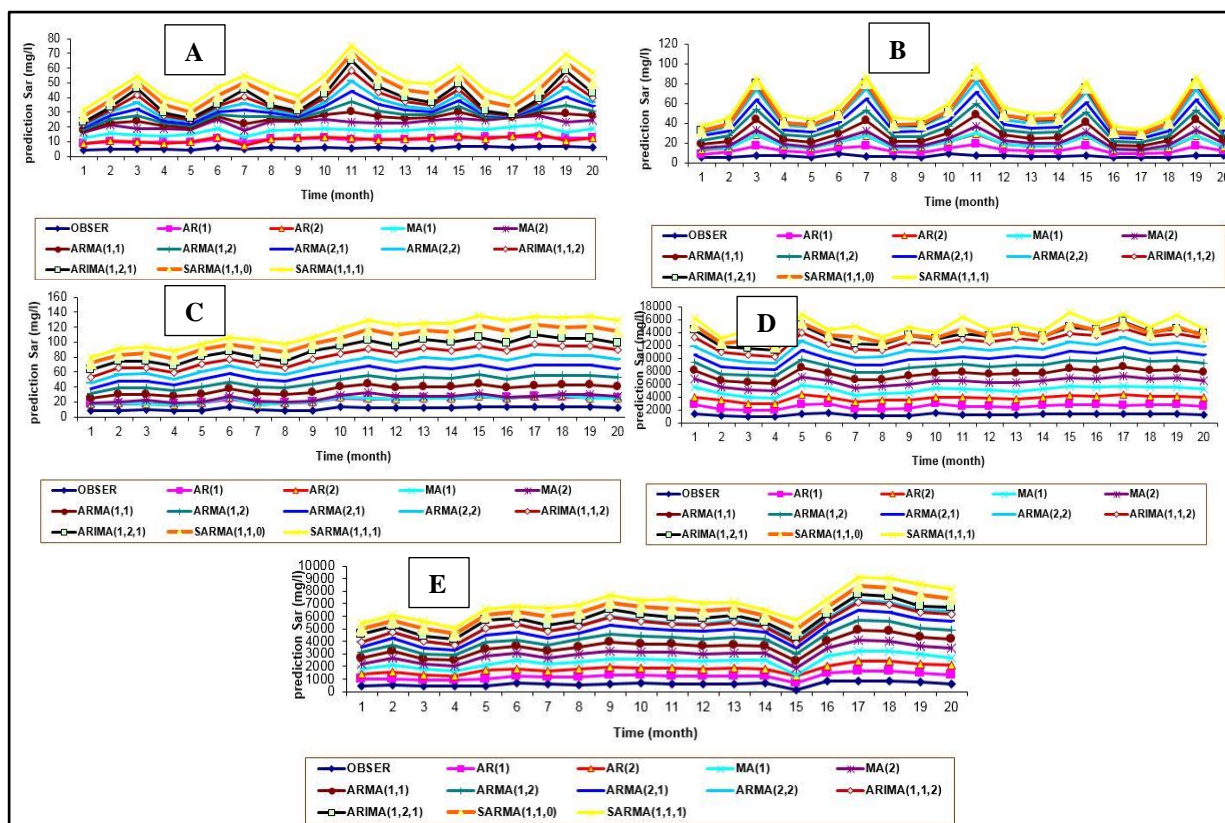 A
prediction Sar (mg/l)
80
70
60
50
40
30
20
10
0
1 2 3 4 5 6 7 8 9 10 11 12 13 14 15 16 17 18 19 20
Time (month)
OBSER AR(1) AR(2) MA(1) MA(2)
ARMA(1,1) ARMA(1,2) ARMA(2,1) ARMA(2,2) ARIMA(1,1,2)
ARIMA(1,2,1) SARMA(1,1,0) SARMA(1,1,1)
B
prediction Sar (mg/l)
120
100
80
60
40
20
0
1 2 3 4 5 6 7 8 9 10 11 12 13 14 15 16 17 18 19 20
Time (month)
OBSER AR(1) AR(2) MA(1) MA(2)
ARMA(1,1) ARMA(1,2) ARMA(2,1) ARMA(2,2) ARIMA(1,1,2)
ARIMA(1,2,1) SARMA(1,1,0) SARMA(1,1,1)
C
prediction Sar (mg/l)
160
140
120
100
80
60
40
20
0
1 2 3 4 5 6 7 8 9 10 11 12 13 14 15 16 17 18 19 20
Time (month)
OBSER AR(1) AR(2) MA(1) MA(2)
ARMA(1,1) ARMA(1,2) ARMA(2,1) ARMA(2,2) ARIMA(1,1,2)
ARIMA(1,2,1) SARMA(1,1,0) SARMA(1,1,1)
D
prediction Sar (mg/l)
18000
16000
14000
12000
10000
8000
6000
4000
2000
0
1 2 3 4 5 6 7 8 9 10 11 12 13 14 15 16 17 18 19 20
Time (month)
OBSER AR(1) AR(2) MA(1) MA(2)
ARMA(1,1) ARMA(1,2) ARMA(2,1) ARMA(2,2) ARIMA(1,1,2)
ARIMA(1,2,1) SARMA(1,1,0) SARMA(1,1,1)
E
prediction Sar (mg/l)
10000
9000
8000
7000
6000
5000
4000
3000
2000
1000
0
1 2 3 4 5 6 7 8 9 10 11 12 13 14 15 16 17 18 19 20
Time (month)
OBSER AR(1) AR(2) MA(1) MA(2)
ARMA(1,1) ARMA(1,2) ARMA(2,1) ARMA(2,2) ARIMA(1,1,2)
ARIMA(1,2,1) SARMA(1,1,0) SARMA(1,1,1)